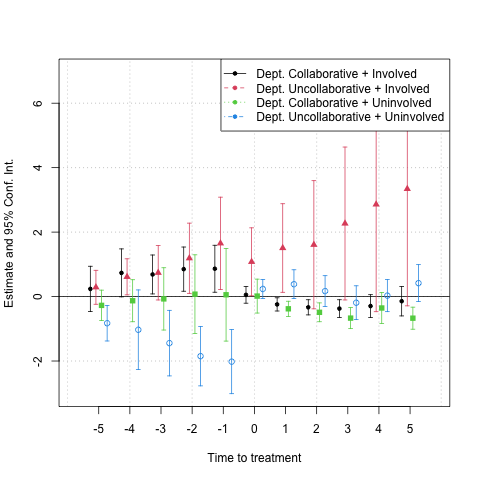 Dept. Collaborative + Involved
Dept. Uncollaborative + Involved
Dept. Collaborative + Uninvolved
Dept. Uncollaborative + Uninvolved
Estimate and 95% Conf. Int.
6
4
2
0
-2
-5 -4 -3 -2 -1 0 1 2 3 4 5
Time to treatment